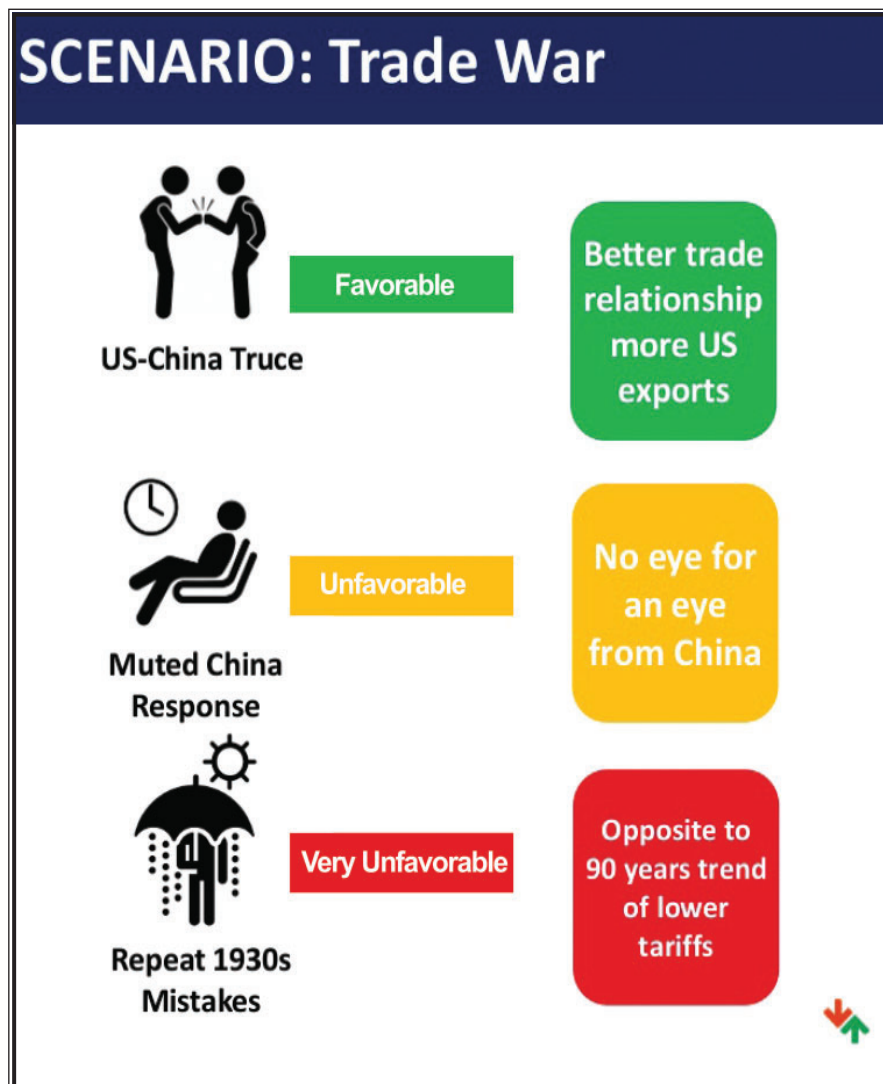 SCENARIO: Trade War
US-China Truce
Favorable
Better trade
relationship
more US
exports
Muted China
Response
Unfavorable
No eye for
an eye
from China
Repeat 1930s
Mistakes
Very Unfavorable
Opposite to
90 years trend
of lower
tariffs